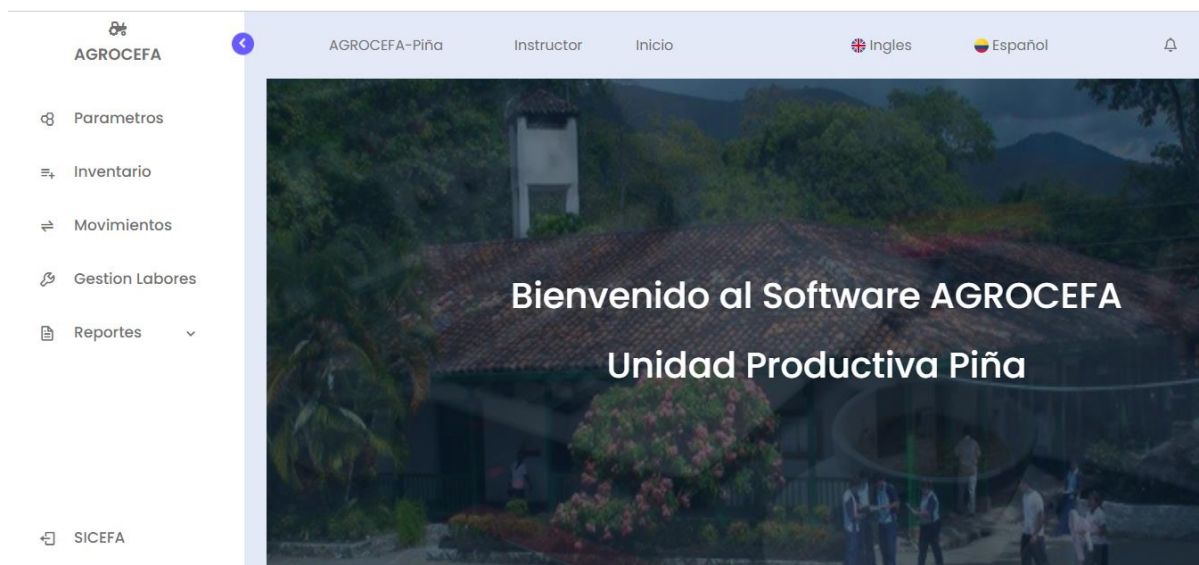 AGROCEFA
Parametros
Inventario
Movimientos
Gestion Labores
Reportes
SICEFA
AGROCEFA-Piña Instructor Inicio Ingles Español
Bienvenido al Software AGROCEFA
Unidad Productiva Piña